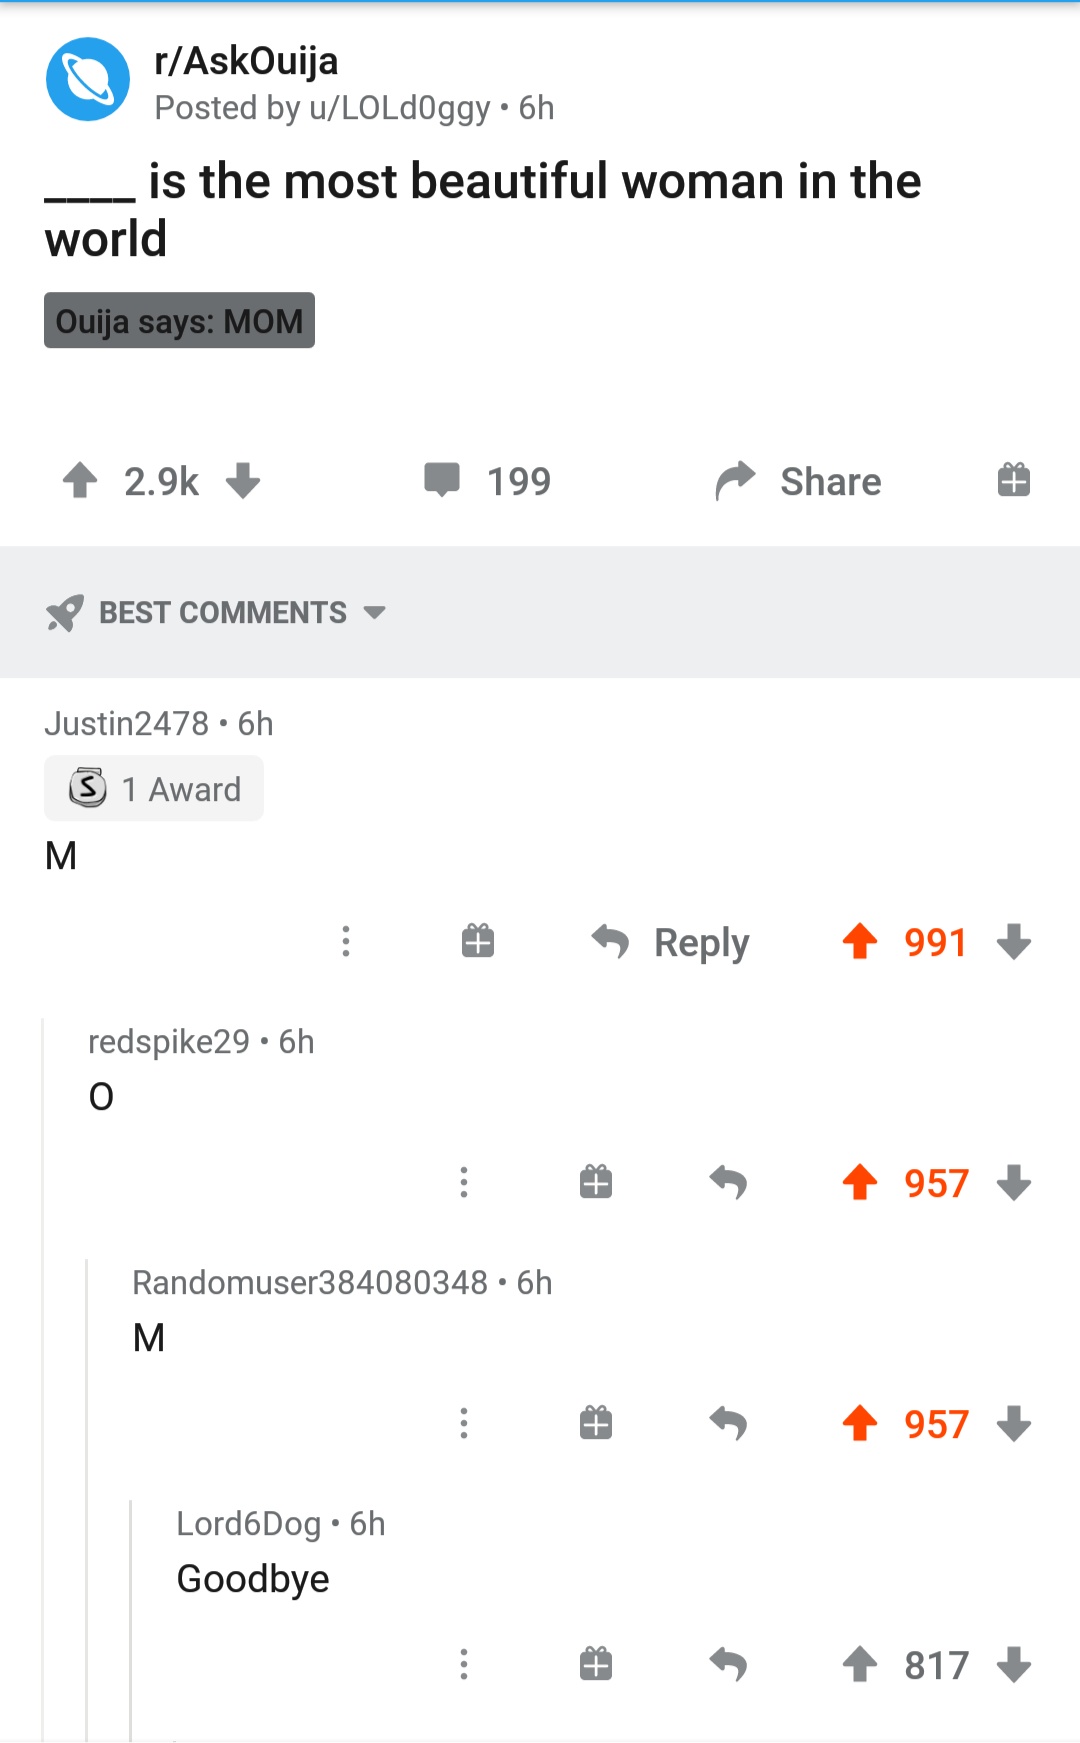 r/AskOuija
Posted by u/LOLd0ggy • 6h
____ is the most beautiful woman in the
world
Ouija says: MOM
2.9k 199 Share
BEST COMMENTS
Justin2478 • 6h
S 1 Award
M
Reply 991
redspike29 • 6h
O
957
Randomuser384080348 • 6h
M
957
Lord6Dog • 6h
Goodbye
817